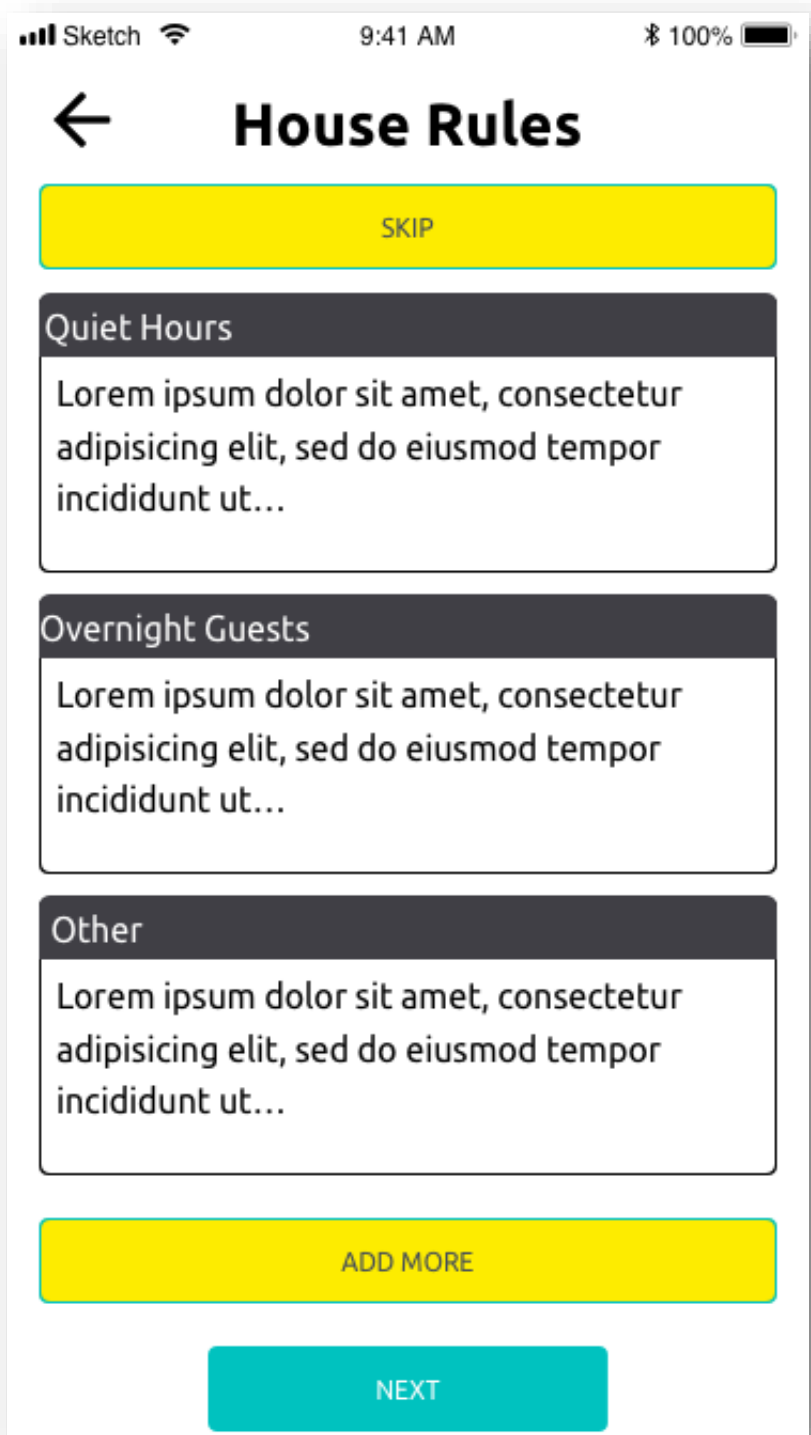 Sketch 9:41 AM 100%
House Rules
SKIP
Quiet Hours
Lorem ipsum dolor sit amet, consectetur
adipisicing elit, sed do eiusmod tempor
incididunt ut…
Overnight Guests
Lorem ipsum dolor sit amet, consectetur
adipisicing elit, sed do eiusmod tempor
incididunt ut…
Other
Lorem ipsum dolor sit amet, consectetur
adipisicing elit, sed do eiusmod tempor
incididunt ut…
ADD MORE
NEXT